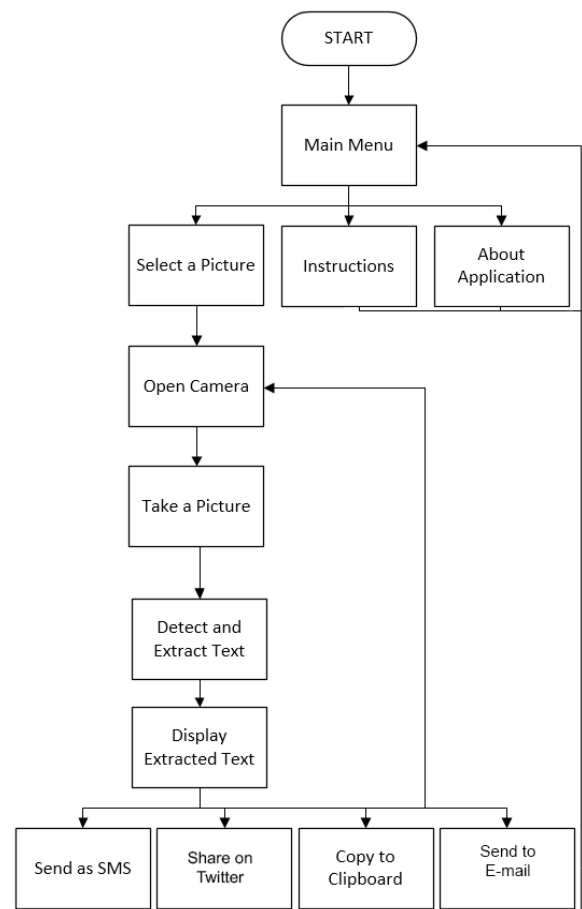 START
Main Menu
Select a Picture
Instructions
About
Application
Open Camera
Take a Picture
Detect and
Extract Text
Display
Extracted Text
Send as SMS
Share on
Twitter
Copy to
Clipboard
Send to
E-mail